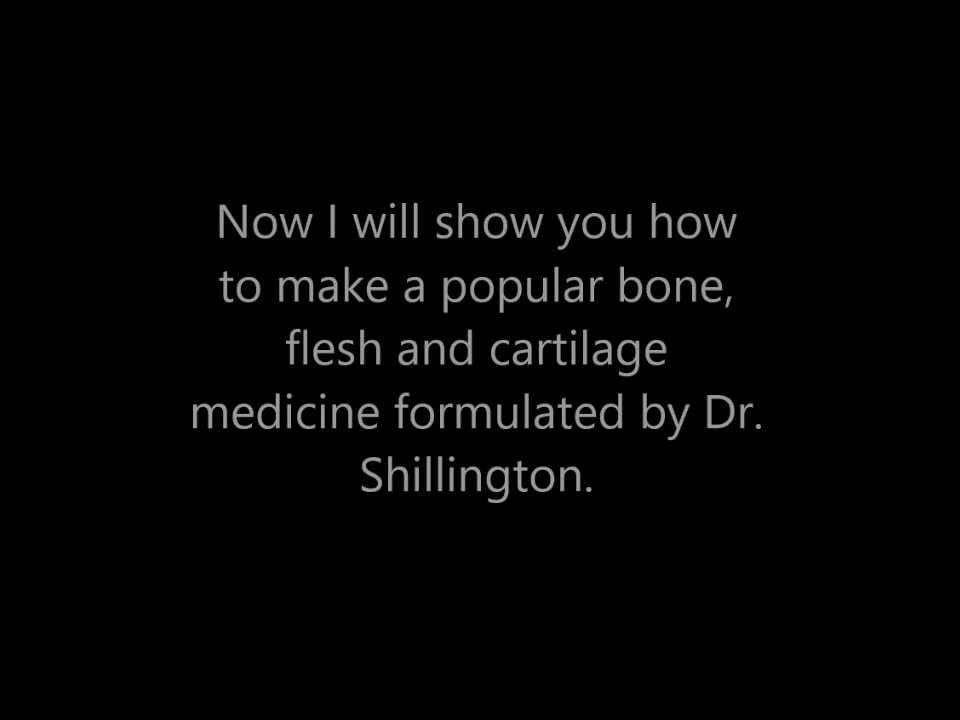 Now I will show you how
to make a popular bone,
flesh and cartilage
medicine formulated by Dr.
Shillington.